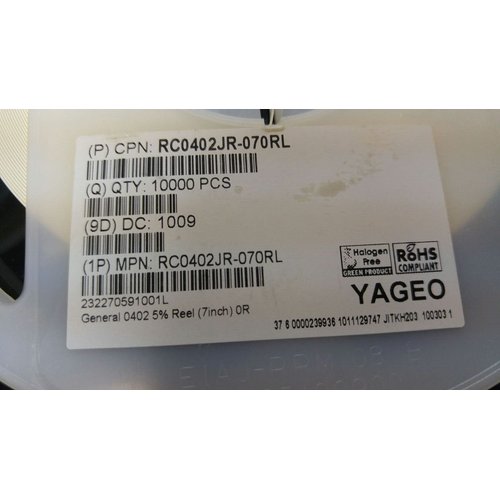 (P) CPN: RC0402JR-070RL
(Q) QTY: 10000 PCS
(9D) DC: 1009
(1P) MPN: RC0402JR-070RL
232270591001L
General 0402 5% Reel (7inch) 0R
Halogen
Free
GREEN PRODUCT
RoHS
COMPLIANT
YAGEO
37 6 0000239936 1011129747 JITKH203 100303 1